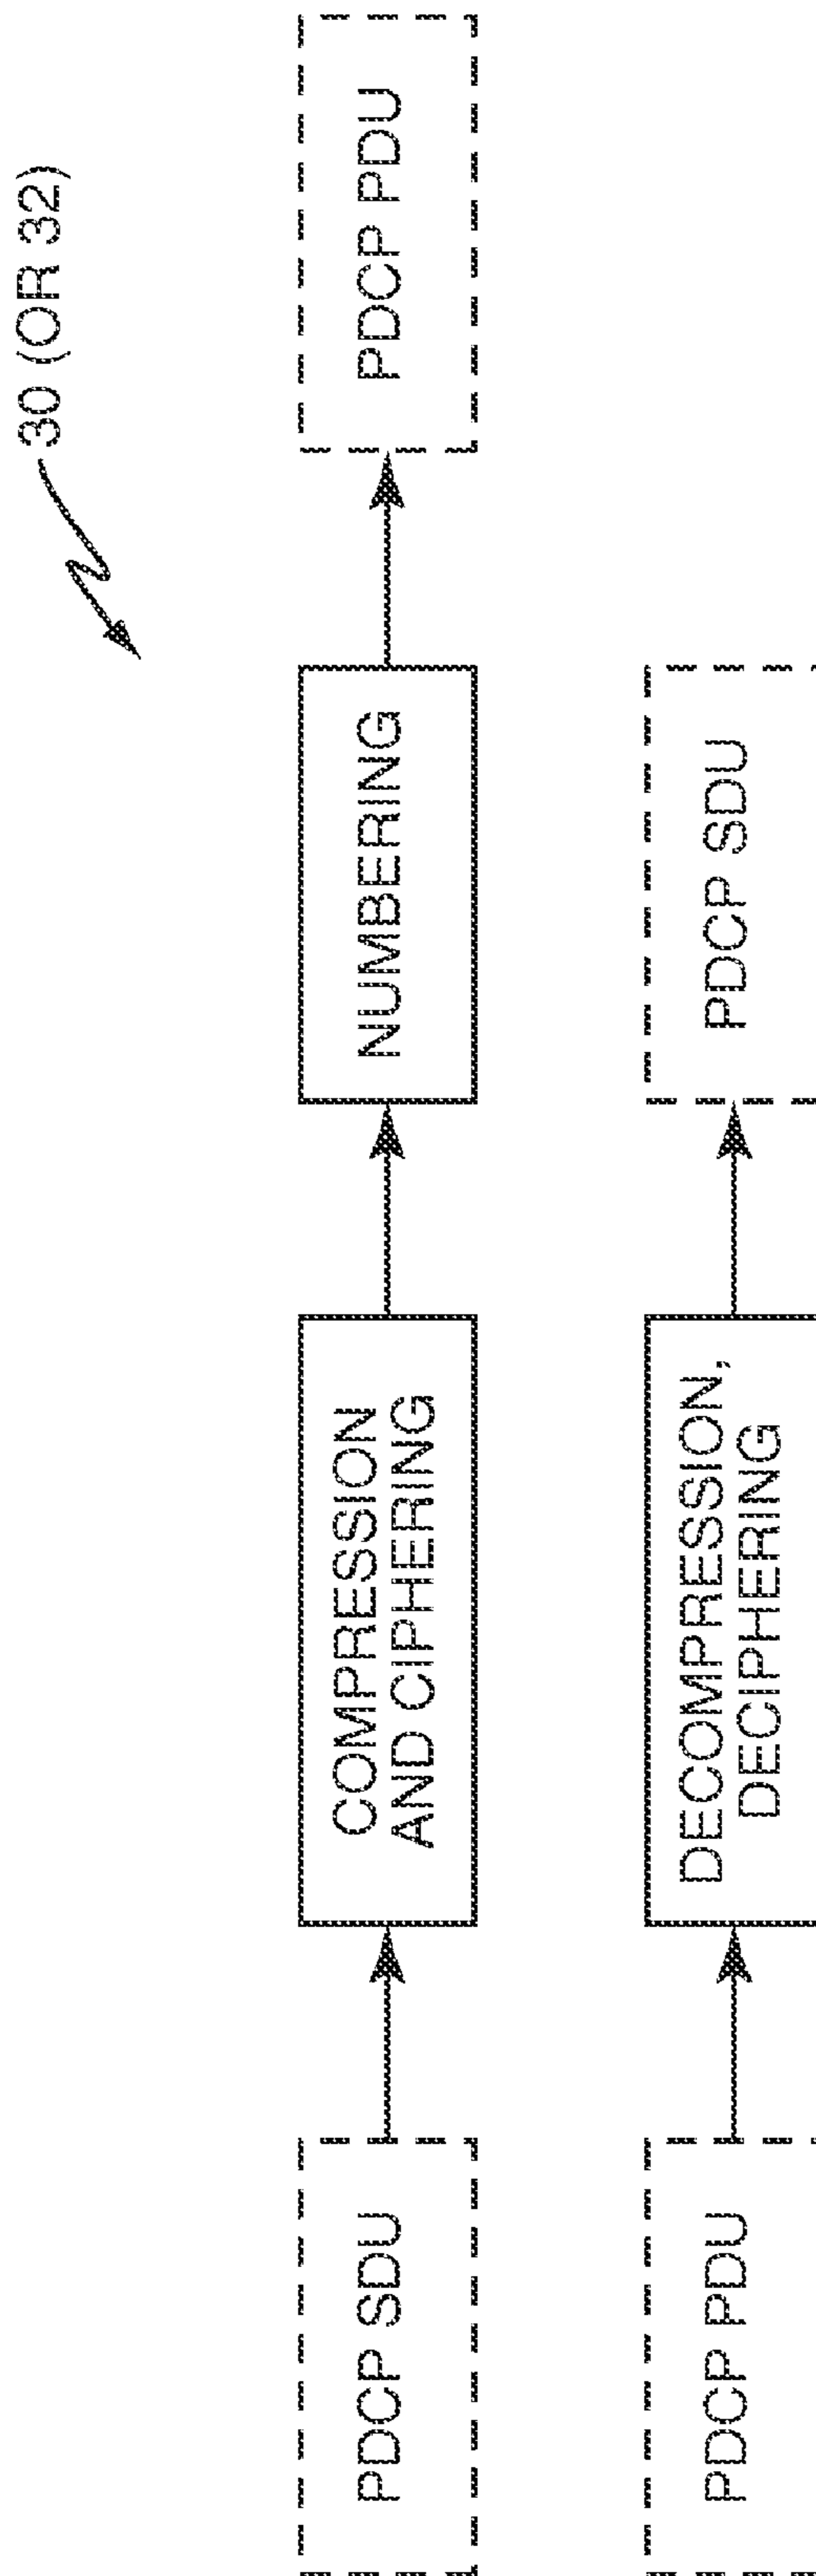 30 (OR 32)
PDCP SDU
COMPRESSION
AND CIPHERING
NUMBERING
PDCP PDU
PDCP PDU
DECOMPRESSION,
DECIPHERING
PDCP SDU